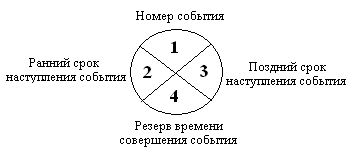 Номер события
1
Ранний срок
наступления события
2
3
Поздний срок
наступления события
4
Резерв времени
совершения события